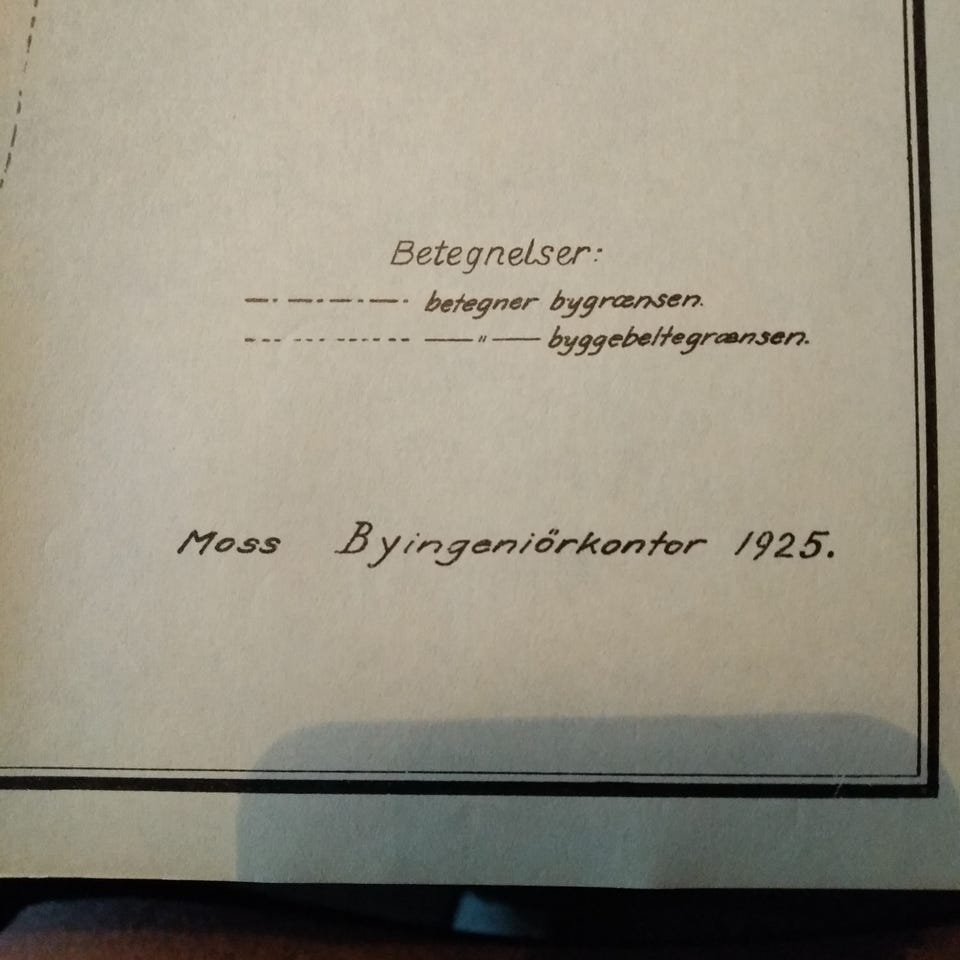 Betegnelser:
betegner bygrænsen.
—〃— byggebeltegrænsen.
Moss Byingeniörkontor 1925.